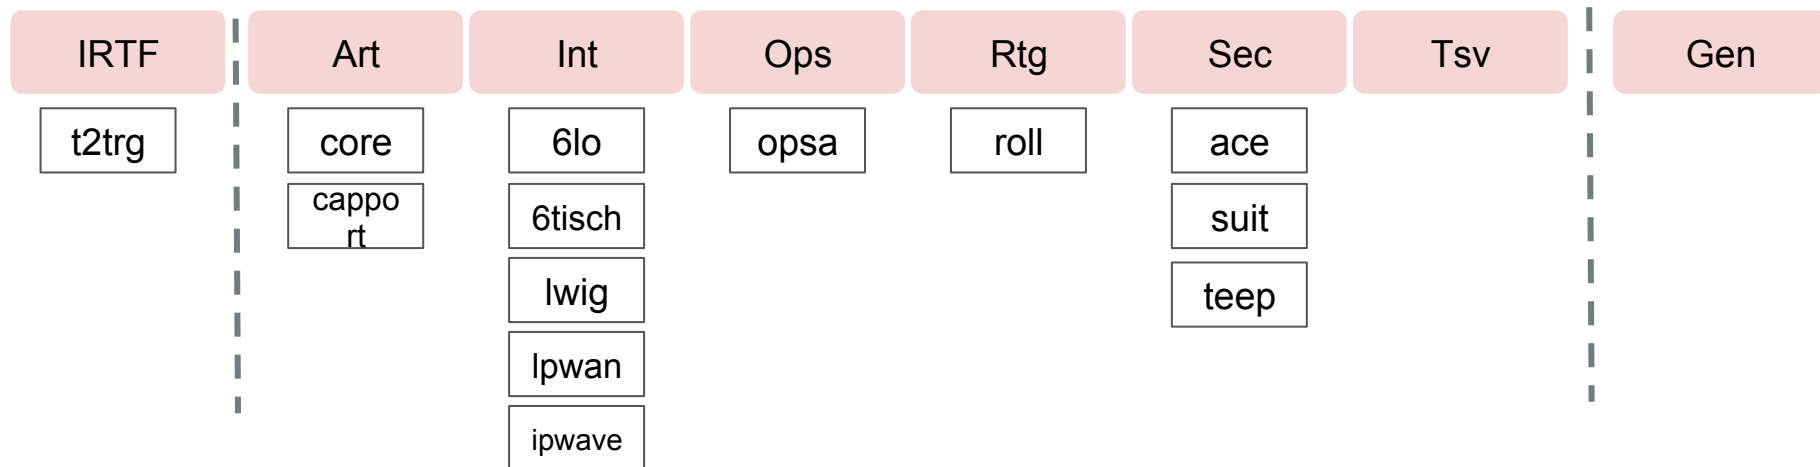 IRTF
Art
Int
Ops
Rtg
Sec
Tsv
Gen
t2trg
core
cappo
rt
6lo
6tisch
lwig
lpwan
ipwave
opsa
roll
ace
suit
teep